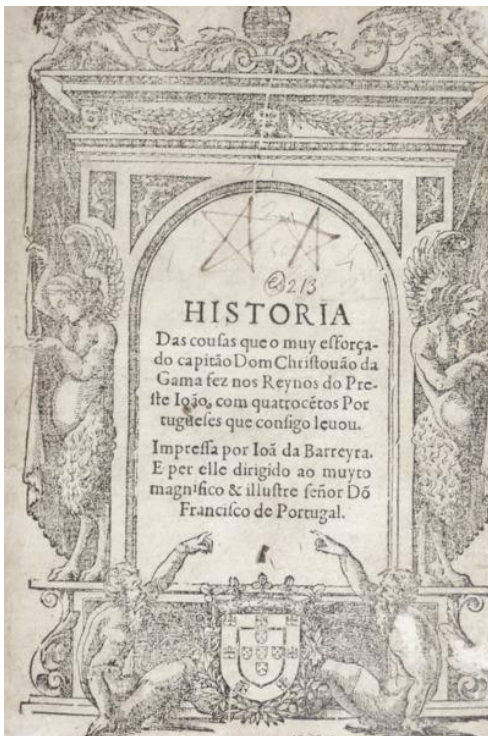 213
HISTORIA
Das couſas que o muy eſforça-
do capitão Dom Chriſtouão da
Gama fez nos Reynos do Pre-
ſte Ioão, com quatrocẽtos Por
tugueſes que conſigo leuou.
Impreſſa por Ioã da Barreyra.
E per elle dirigido ao muyto
magnifico & illuſtre ſeñor Dõ
Franciſco de Portugal.